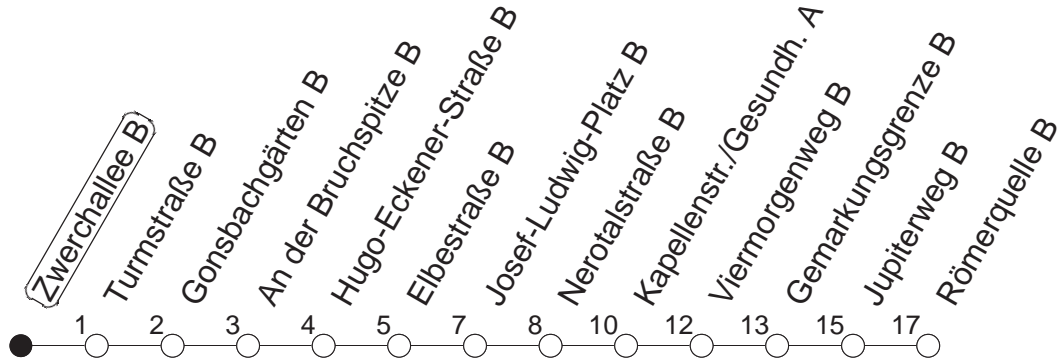 Zwerchallee B
Turmstraße B
Gonsbachgärten B
An der Bruchspitze B
Hugo-Eckener-Straße B
Elbestraße B
Josef-Ludwig-Platz B
Nerotalstraße B
Kapellenstr./Gesundh. A
Viermorgenweg B
Gemarkungsgrenze B
Jupiterweg B
Römerquelle B
1 2 3 4 5 7 8 10 12 13 15 17